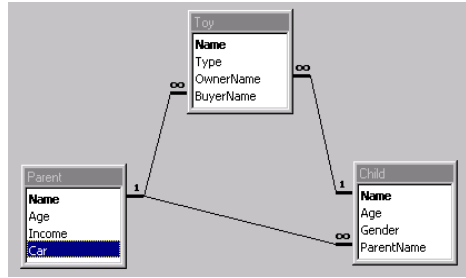 Toy
Name
Type
OwnerName
BuyerName
∞
∞
Parent
Name
Age
Income
Car
1
Child
Name
Age
Gender
ParentName
1
∞